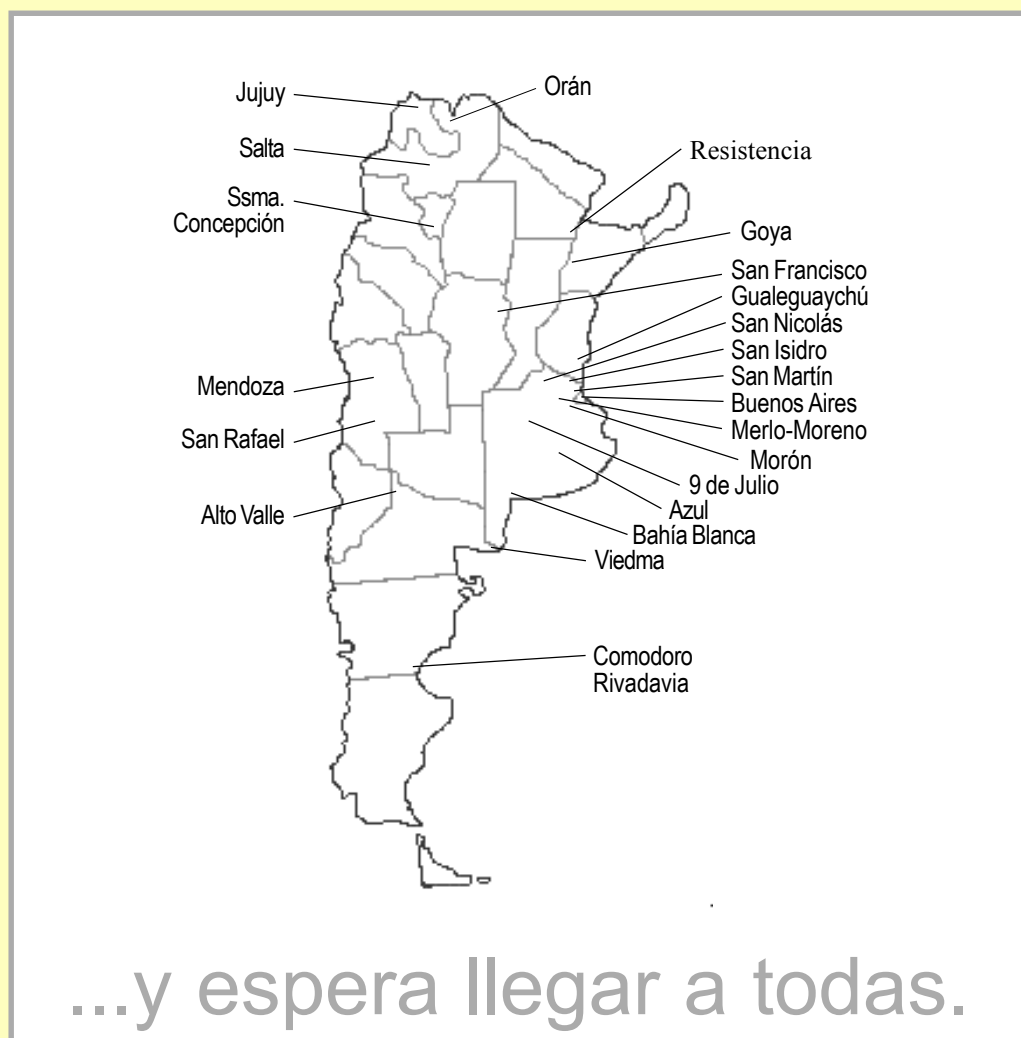 Jujuy
Orán
Salta
Resistencia
Ssma.
Concepción
Goya
San Francisco
Gualeguaychú
San Nicolás
San Isidro
Mendoza
San Martín
Buenos Aires
Merlo-Moreno
San Rafael
Morón
9 de Julio
Azul
Alto Valle
Bahía Blanca
Viedma
Comodoro
Rivadavia
...y espera llegar a todas.